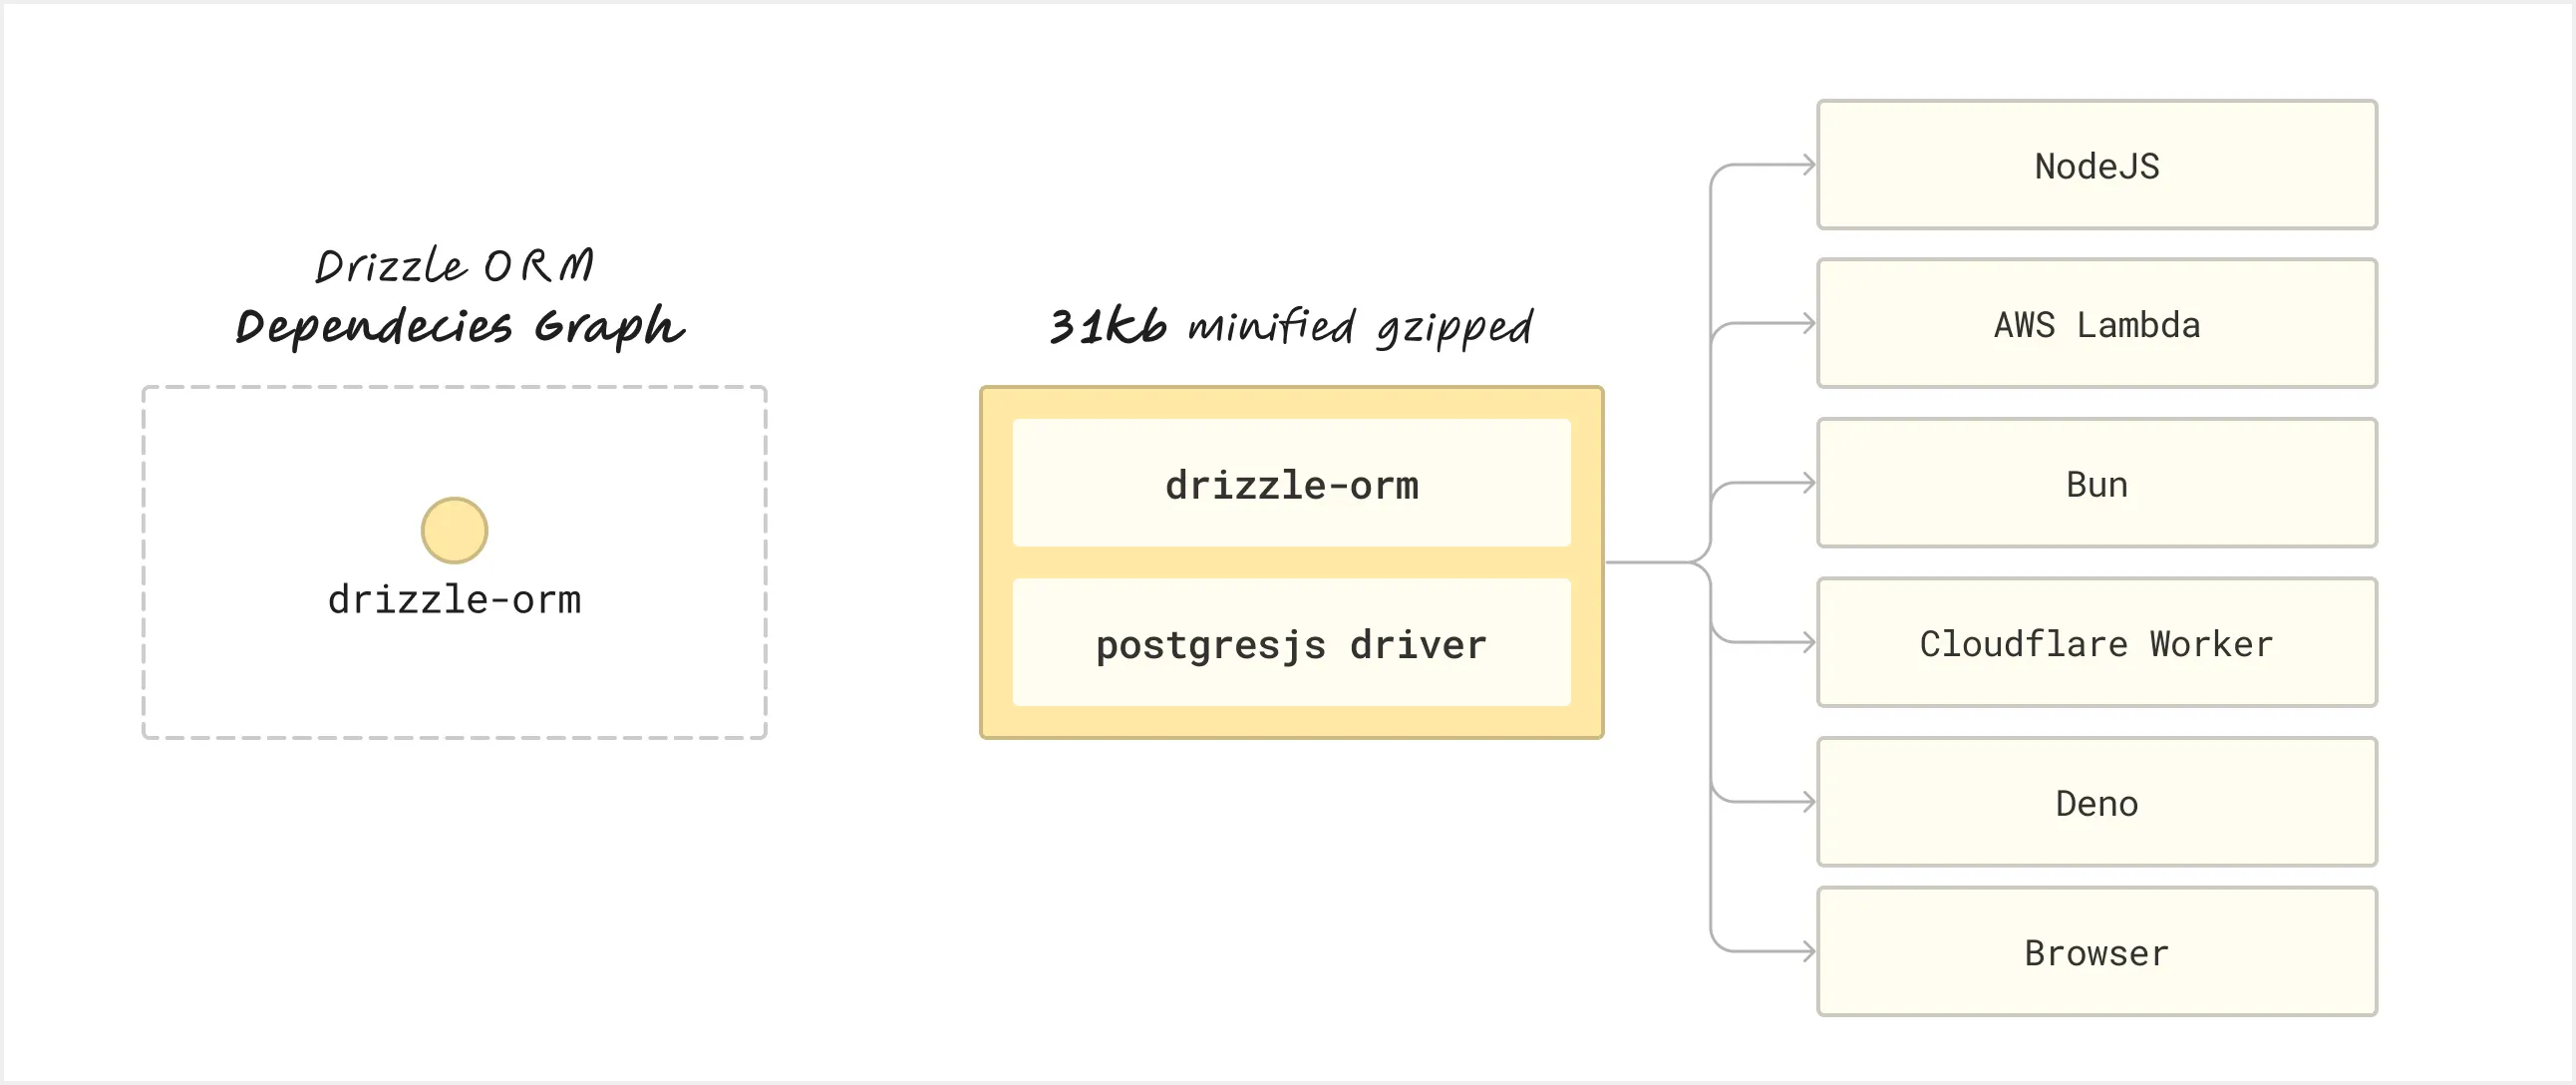 Drizzle ORM
Dependecies Graph
drizzle-orm
31kb minified gzipped
drizzle-orm
postgresjs driver
NodeJS
AWS Lambda
Bun
Cloudflare Worker
Deno
Browser